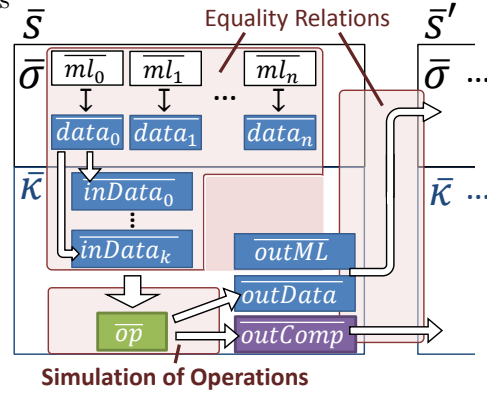 s
Equality Relations
s̄
s̄′
σ̄
ml₀
ml₁
mlₙ
σ̄
...
...
data₀
data₁
dataₙ
κ̄
inData₀
κ̄
...
⋮
inDataₖ
outML
outData
op
outComp
Simulation of Operations